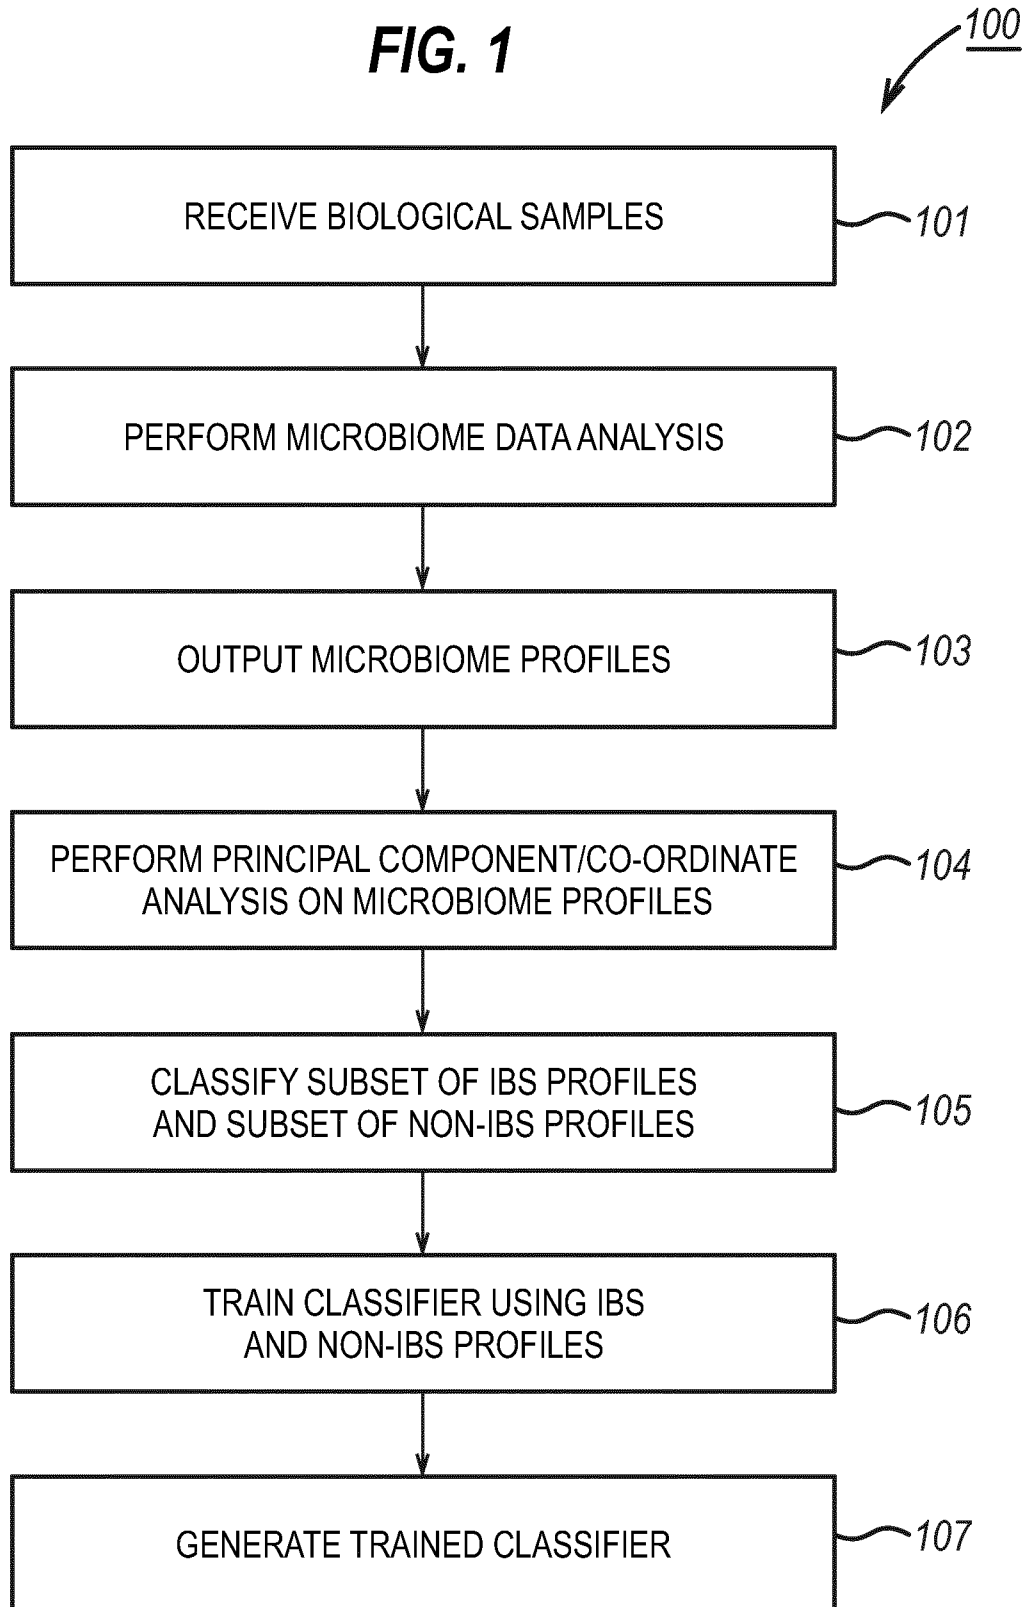 FIG. 1
100
RECEIVE BIOLOGICAL SAMPLES
101
PERFORM MICROBIOME DATA ANALYSIS
102
OUTPUT MICROBIOME PROFILES
103
PERFORM PRINCIPAL COMPONENT/CO-ORDINATE
ANALYSIS ON MICROBIOME PROFILES
104
CLASSIFY SUBSET OF IBS PROFILES
AND SUBSET OF NON-IBS PROFILES
105
TRAIN CLASSIFIER USING IBS
AND NON-IBS PROFILES
106
GENERATE TRAINED CLASSIFIER
107